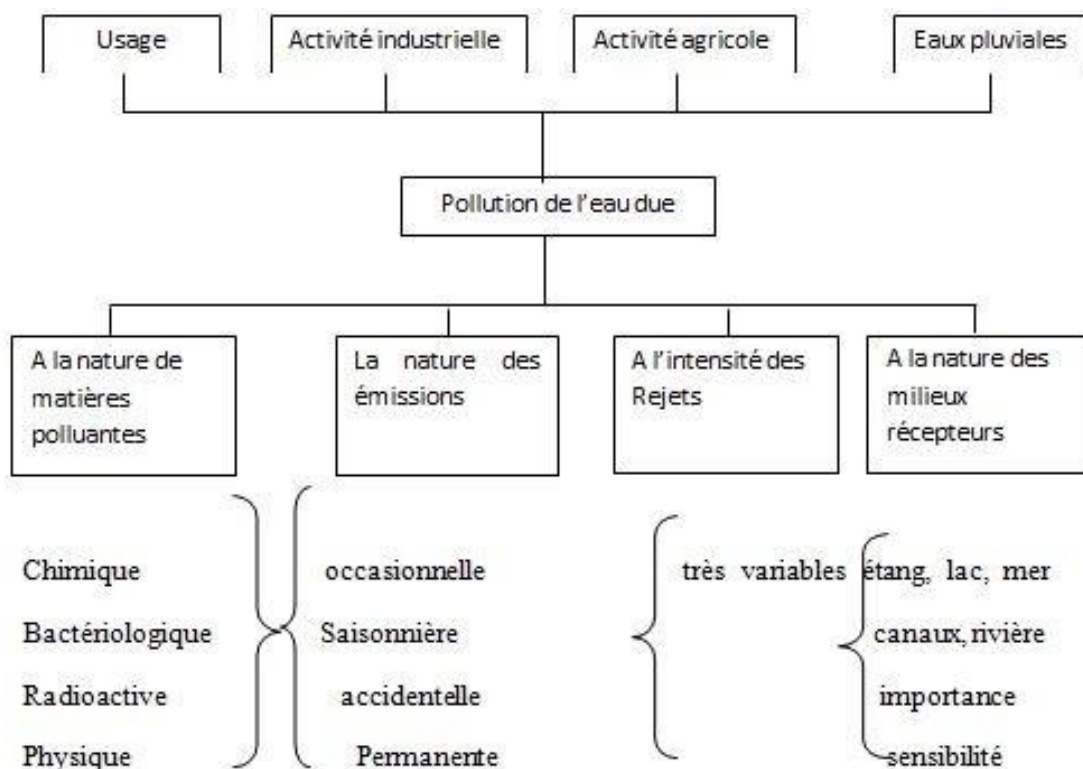 Usage
Activité industrielle
Activité agricole
Eaux pluviales
Pollution de l'eau due
A la nature de
matières
polluantes
La nature des
émissions
A l'intensité des
Rejets
A la nature des
milieux
récepteurs
Chimique
Bactériologique
Radioactive
Physique
occasionnelle
Saisonnière
accidentelle
Permanente
très variables
étang, lac, mer
canaux, rivière
importance
sensibilité